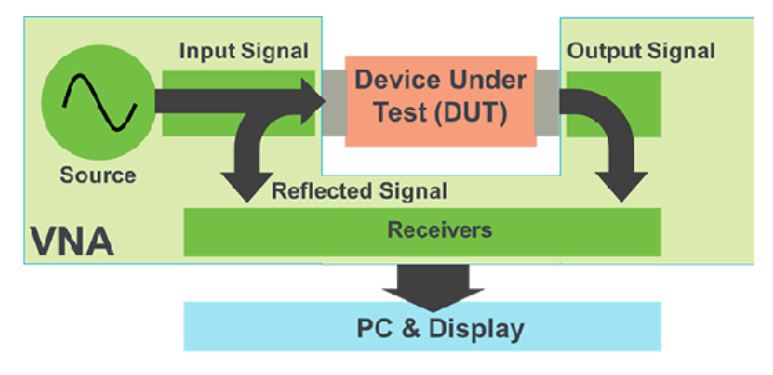 Input Signal
Output Signal
Device Under
Test (DUT)
Source
Reflected Signal
VNA
Receivers
PC & Display